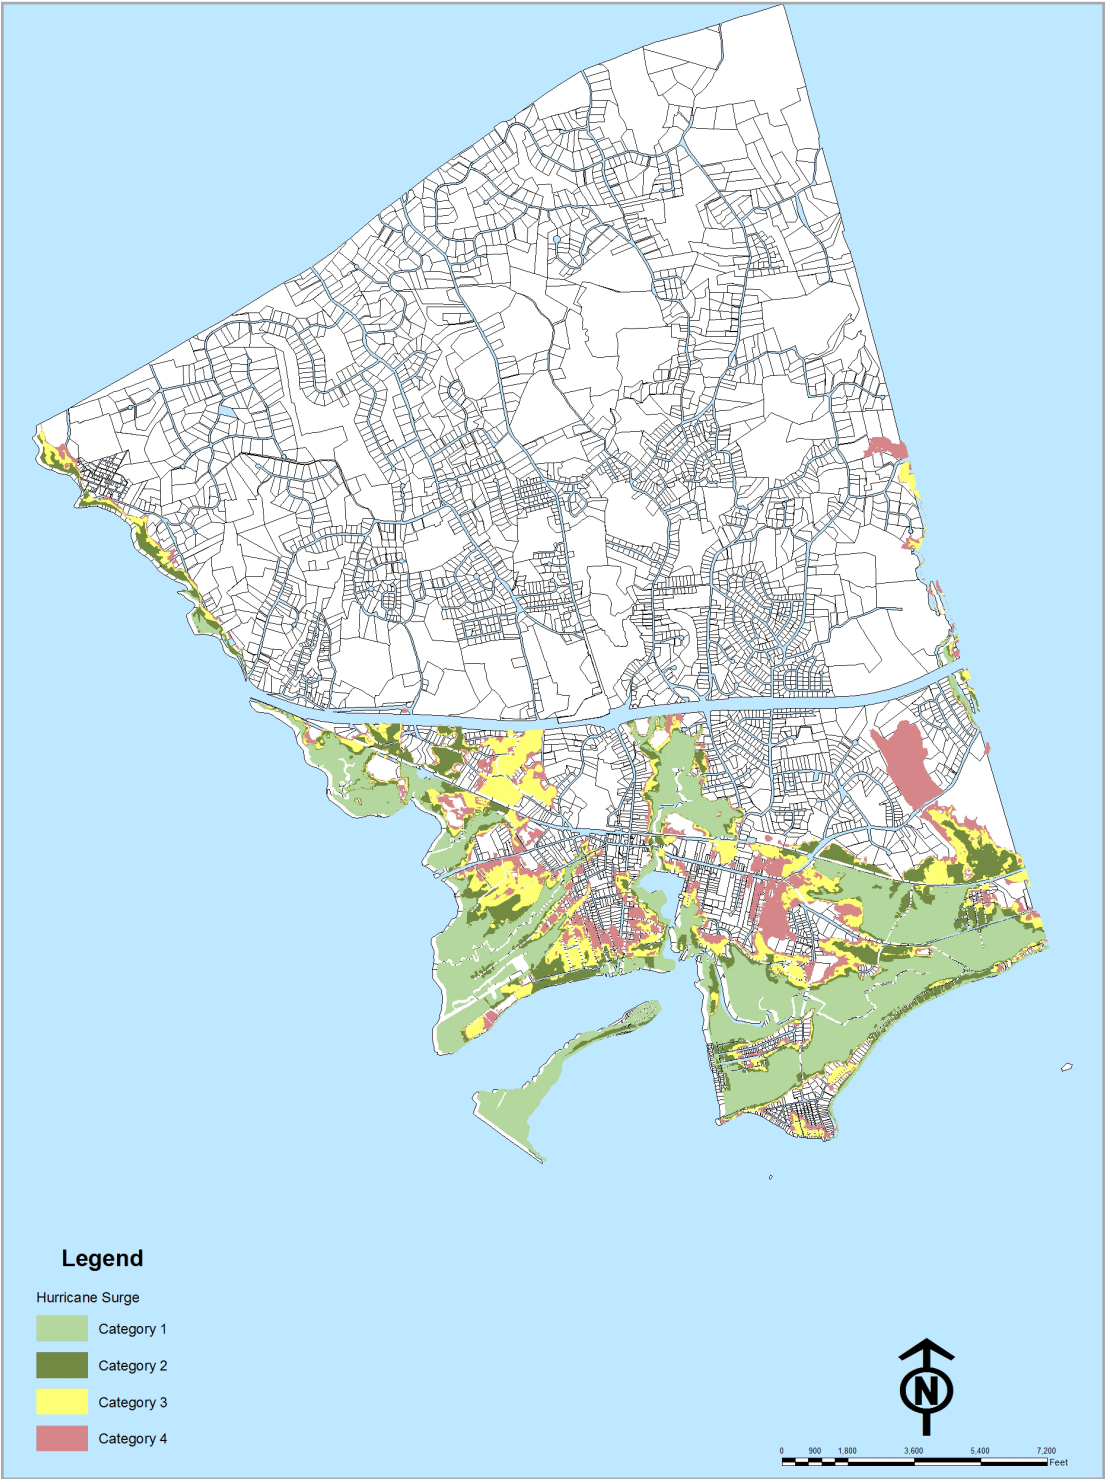 Legend
Hurricane Surge
Category 1
Category 2
Category 3
Category 4
N
0 900 1,800 3,600 5,400 7,200
Feet